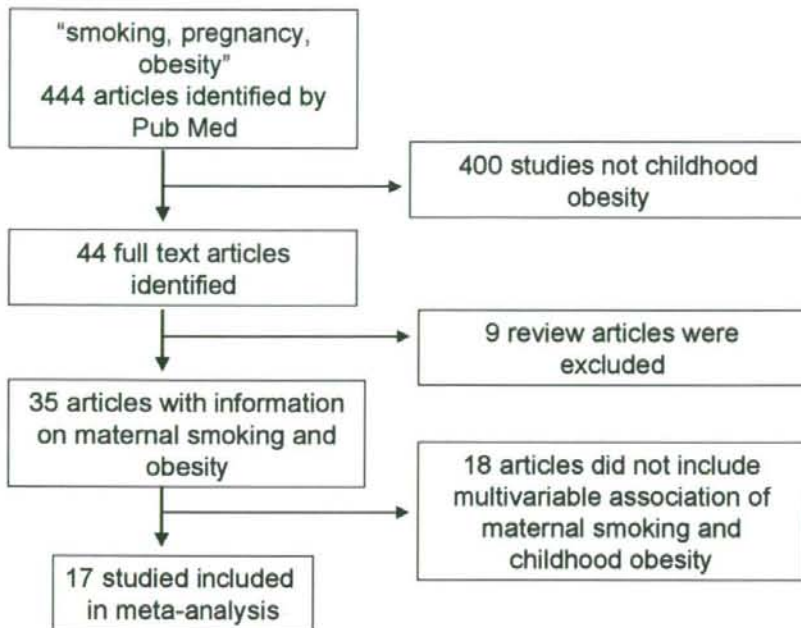 “smoking, pregnancy,
obesity”
444 articles identified by
Pub Med
400 studies not childhood
obesity
44 full text articles
identified
9 review articles were
excluded
35 articles with information
on maternal smoking and
obesity
18 articles did not include
multivariable association of
maternal smoking and
childhood obesity
17 studied included
in meta-analysis